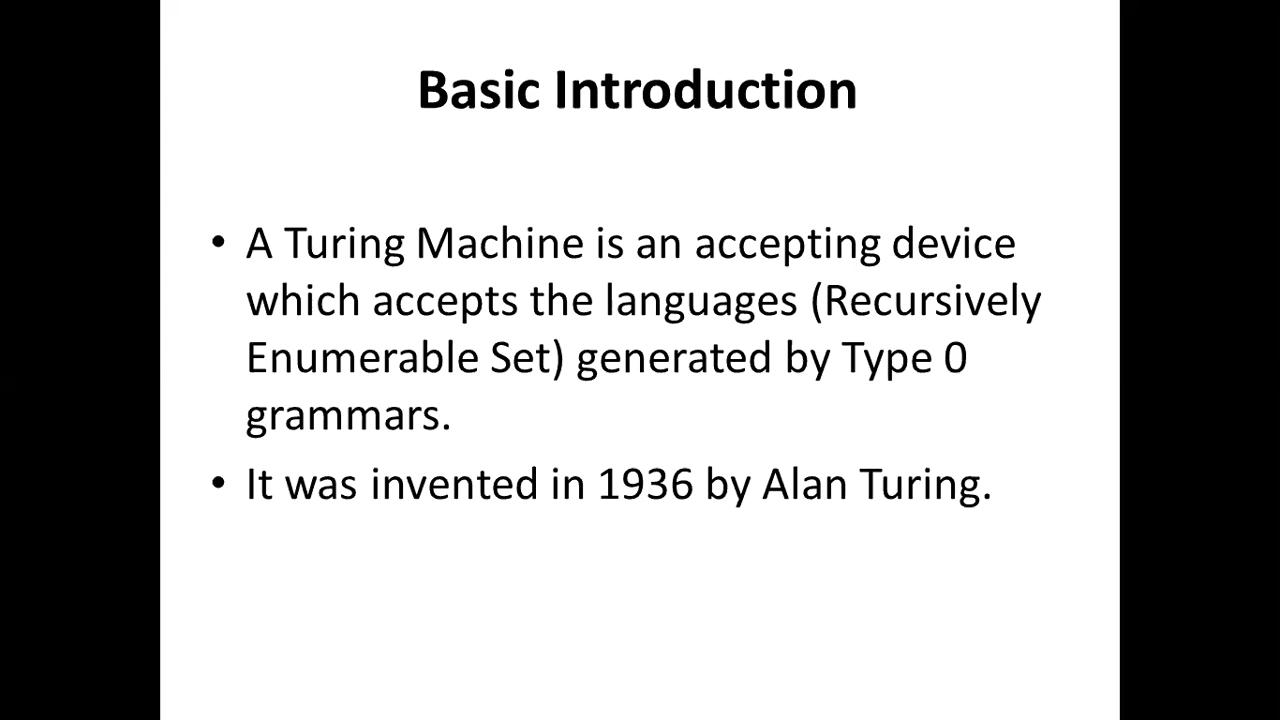 Basic Introduction
• A Turing Machine is an accepting device
which accepts the languages (Recursively
Enumerable Set) generated by Type 0
grammars.
• It was invented in 1936 by Alan Turing.